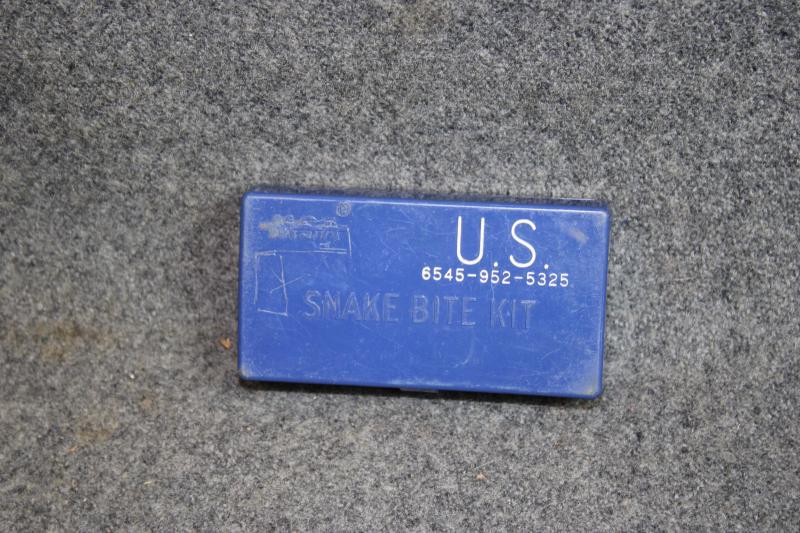 ®
U.S.
6545-952-5325
SNAKE BITE KIT